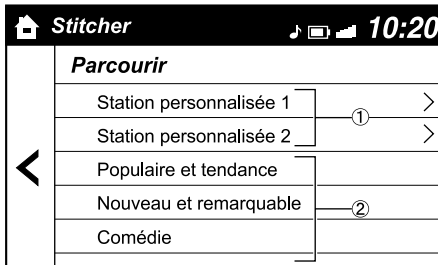 Stitcher 10:20
Parcourir
Station personnalisée 1
①
Station personnalisée 2
Populaire et tendance
Nouveau et remarquable
②
Comédie